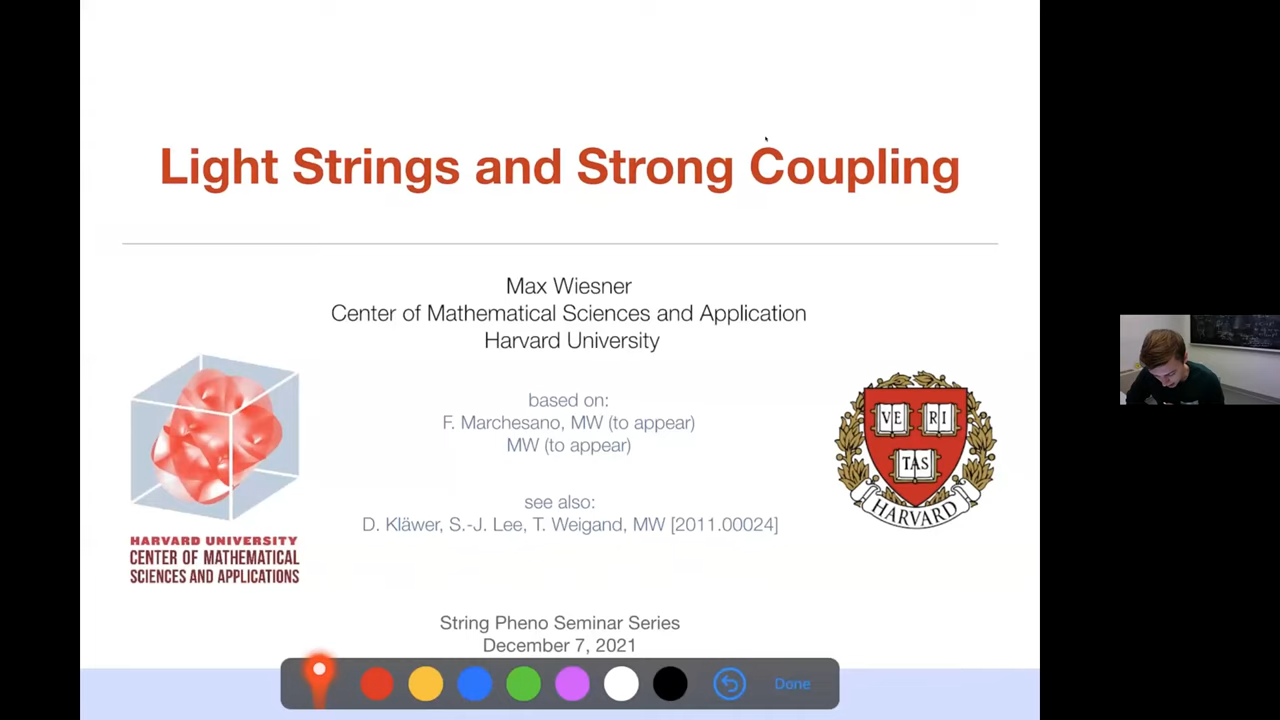 Light Strings and Strong Coupling
Max Wiesner
Center of Mathematical Sciences and Application
Harvard University
based on:
F. Marchesano, MW (to appear)
MW (to appear)
see also:
D. Kläwer, S.-J. Lee, T. Weigand, MW [2011.00024]
HARVARD UNIVERSITY
CENTER OF MATHEMATICAL
SCIENCES AND APPLICATIONS
VE RI
TAS
HARVARD
String Pheno Seminar Series
December 7, 2021
Done